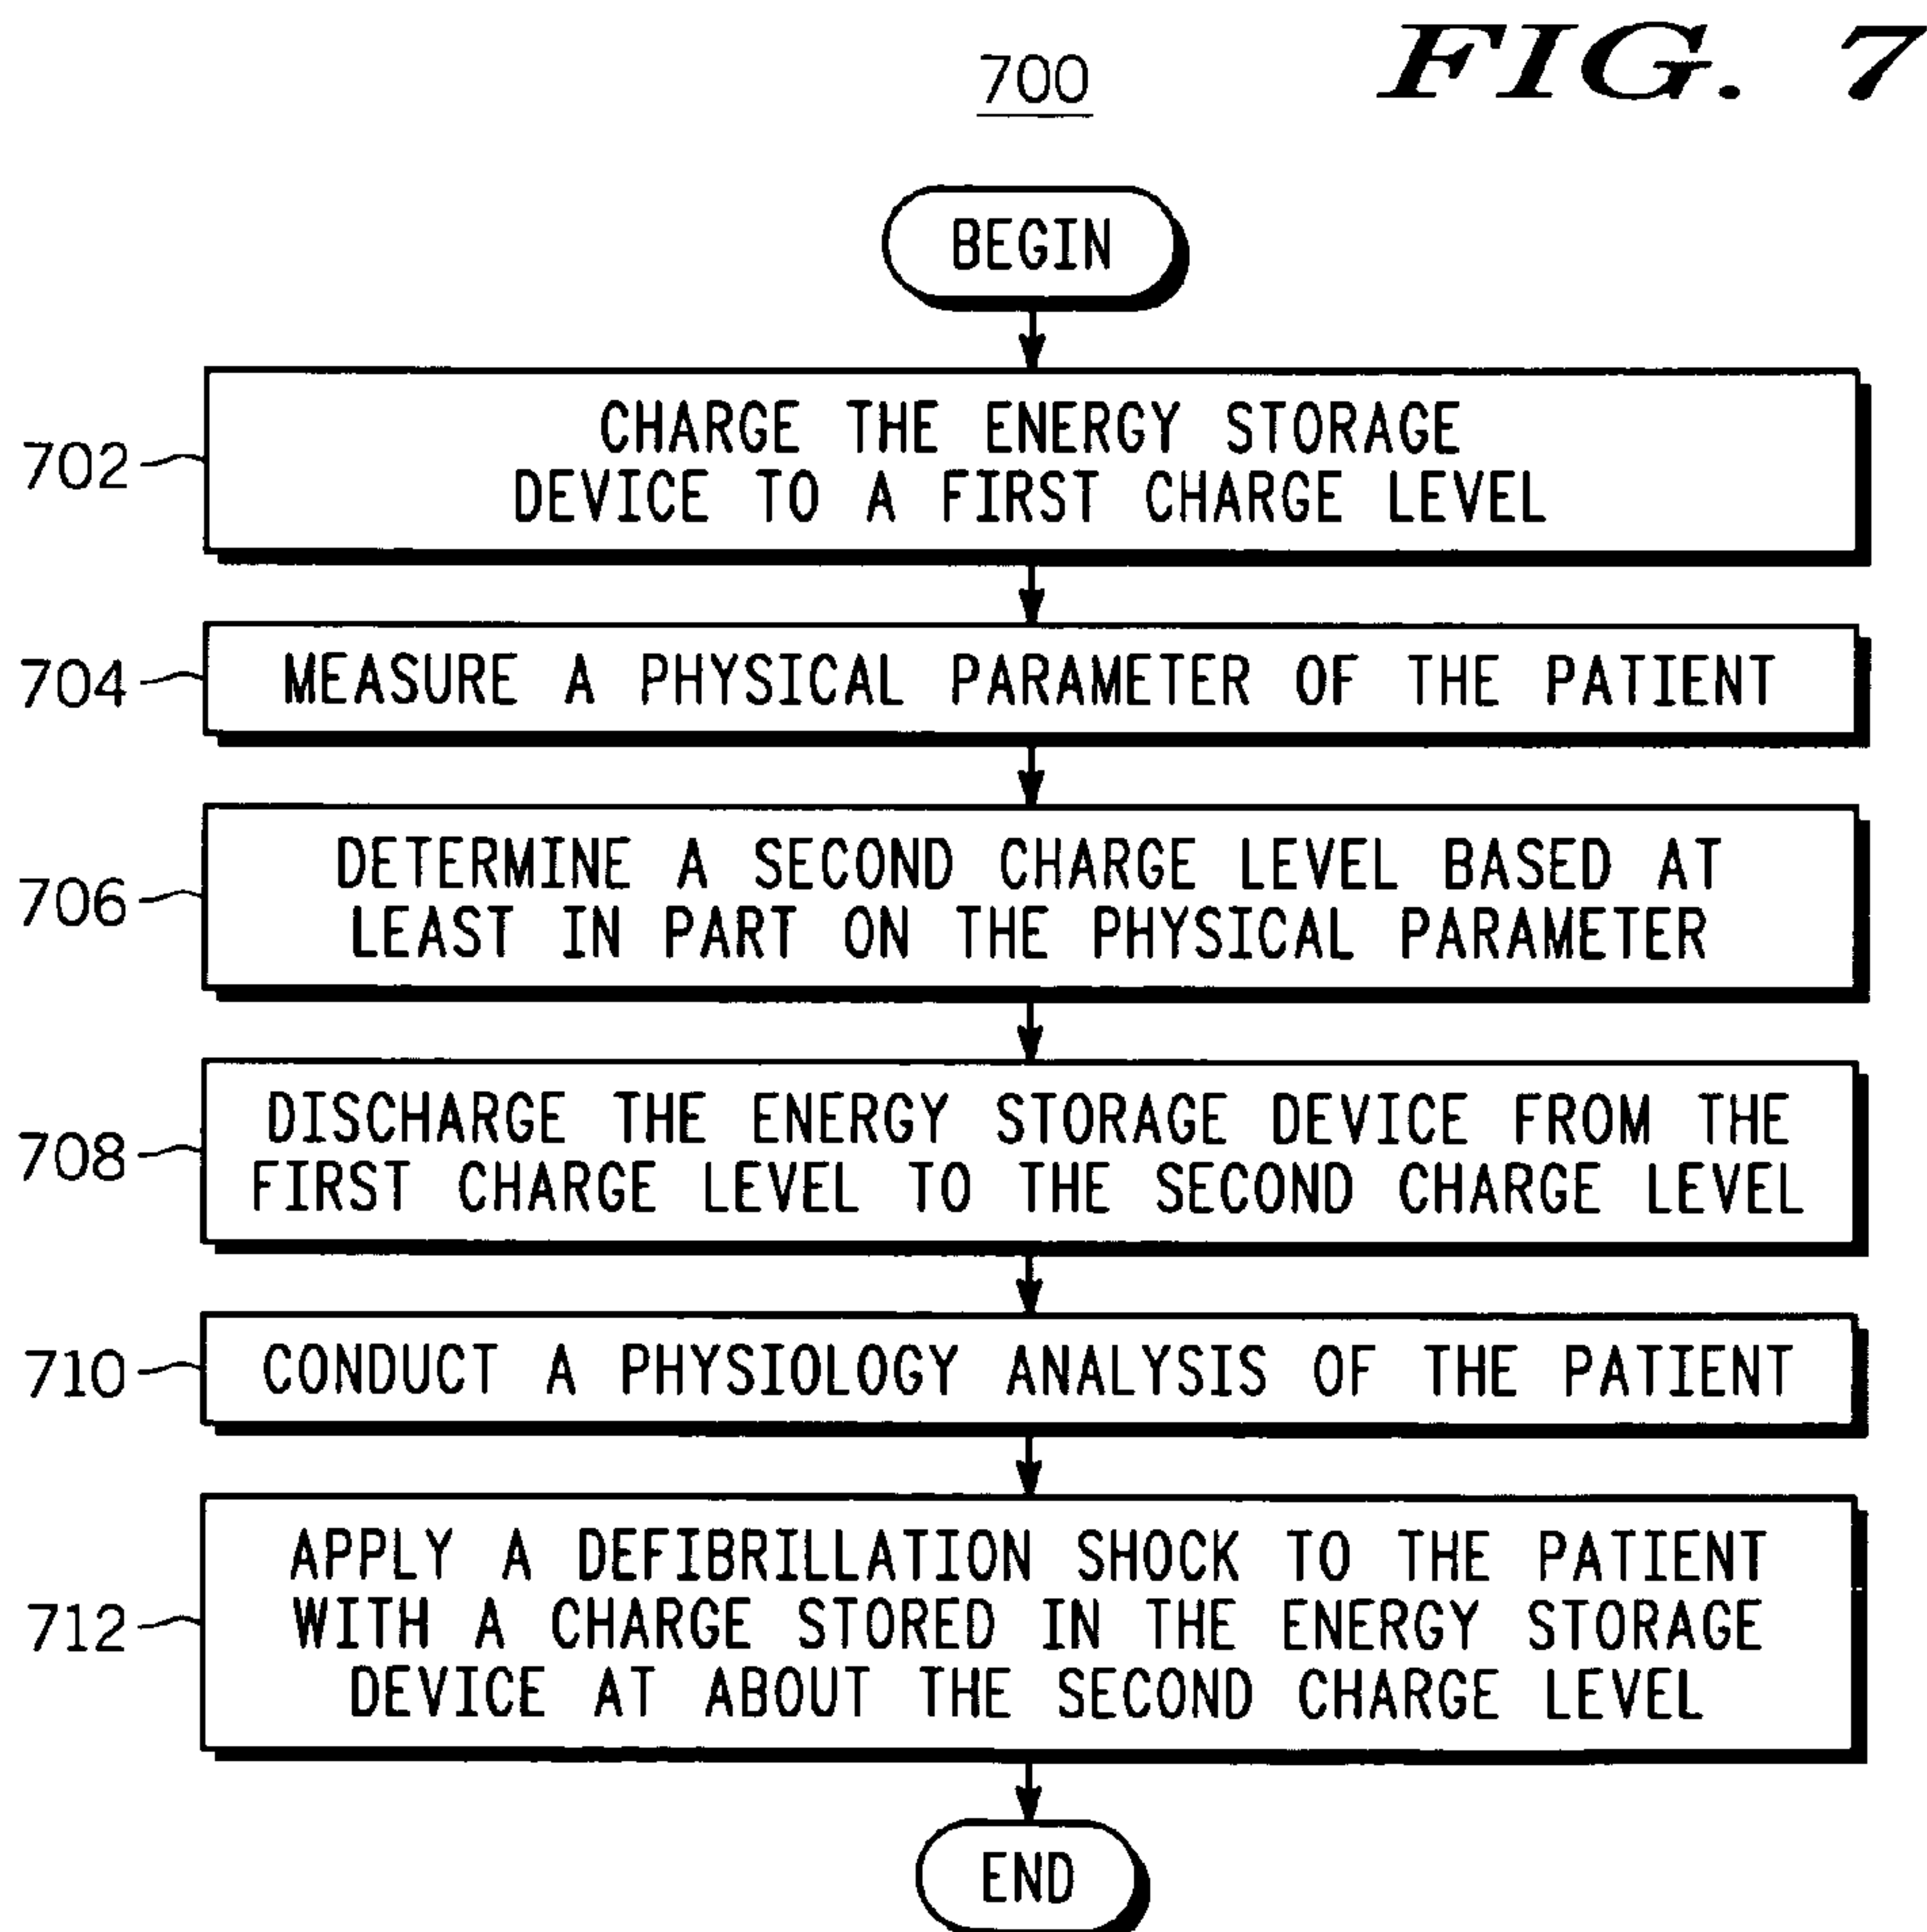 FIG. 7
700
BEGIN
702
CHARGE THE ENERGY STORAGE
DEVICE TO A FIRST CHARGE LEVEL
704
MEASURE A PHYSICAL PARAMETER OF THE PATIENT
706
DETERMINE A SECOND CHARGE LEVEL BASED AT
LEAST IN PART ON THE PHYSICAL PARAMETER
708
DISCHARGE THE ENERGY STORAGE DEVICE FROM THE
FIRST CHARGE LEVEL TO THE SECOND CHARGE LEVEL
710
CONDUCT A PHYSIOLOGY ANALYSIS OF THE PATIENT
712
APPLY A DEFIBRILLATION SHOCK TO THE PATIENT
WITH A CHARGE STORED IN THE ENERGY STORAGE
DEVICE AT ABOUT THE SECOND CHARGE LEVEL
END